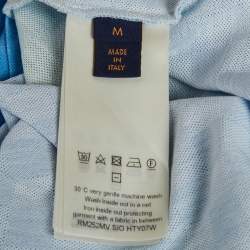 M
MADE
IN ITALY
30°C very gentle machine wash
Wash inside out in a net
Iron inside out protecting
garment with a fabric in between
RM252MV SIO HTY07W